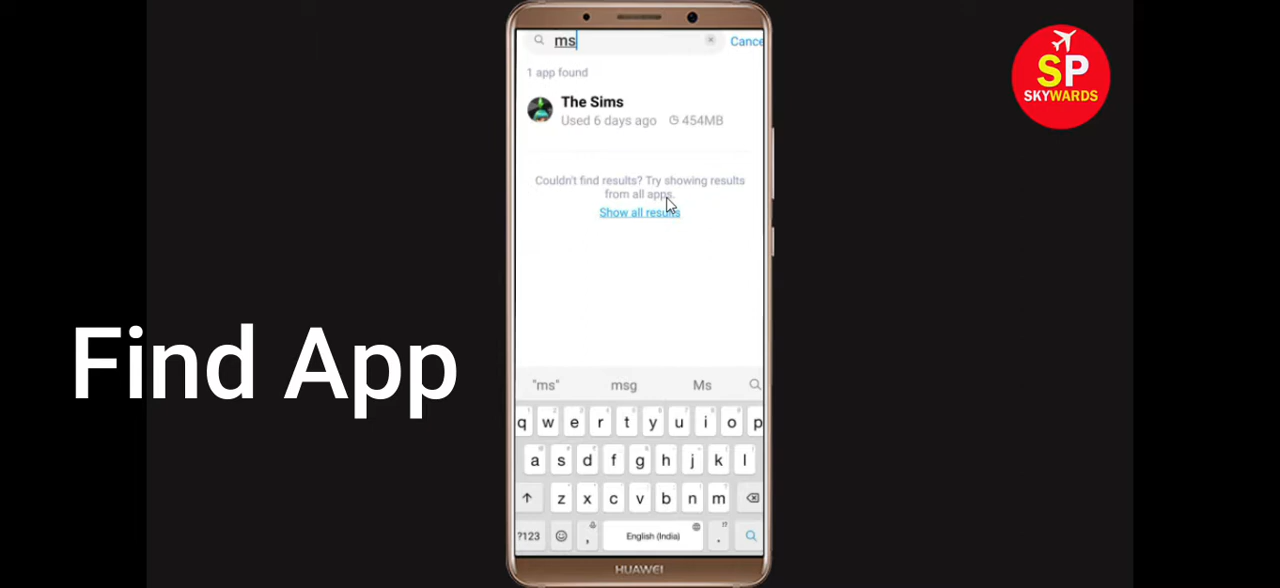 ms
Cance
1 app found
The Sims
Used 6 days ago 454MB
Couldn't find results? Try showing results
from all apps.
Show all results
SP
SKYWARDS
Find App
"ms" msg Ms
q w e r t y u i o p
a s d f g h j k l
z x c v b n m
?123 , English (India) .
HUAWEI